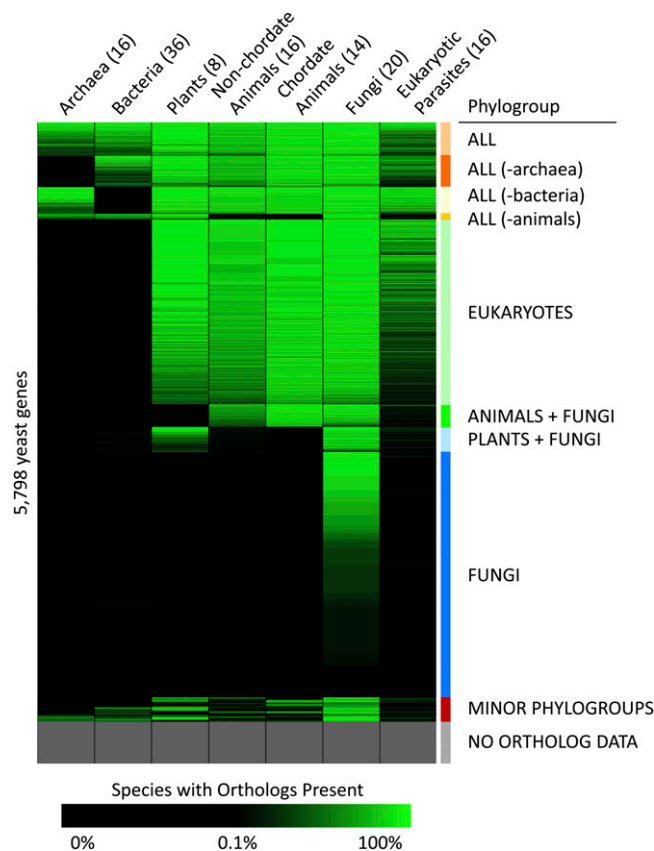 Archaea (16)
Bacteria (36)
Plants (8)
Non-chordate
Animals (16)
Chordate
Animals (14)
Fungi (20)
Eukaryotic
Parasites (16)
Phylogroup
ALL
ALL (-archaea)
ALL (-bacteria)
ALL (-animals)
EUKARYOTES
ANIMALS + FUNGI
PLANTS + FUNGI
FUNGI
MINOR PHYLOGROUPS
NO ORTHOLOG DATA
5,798 yeast genes
Species with Orthologs Present
0% 0.1% 100%